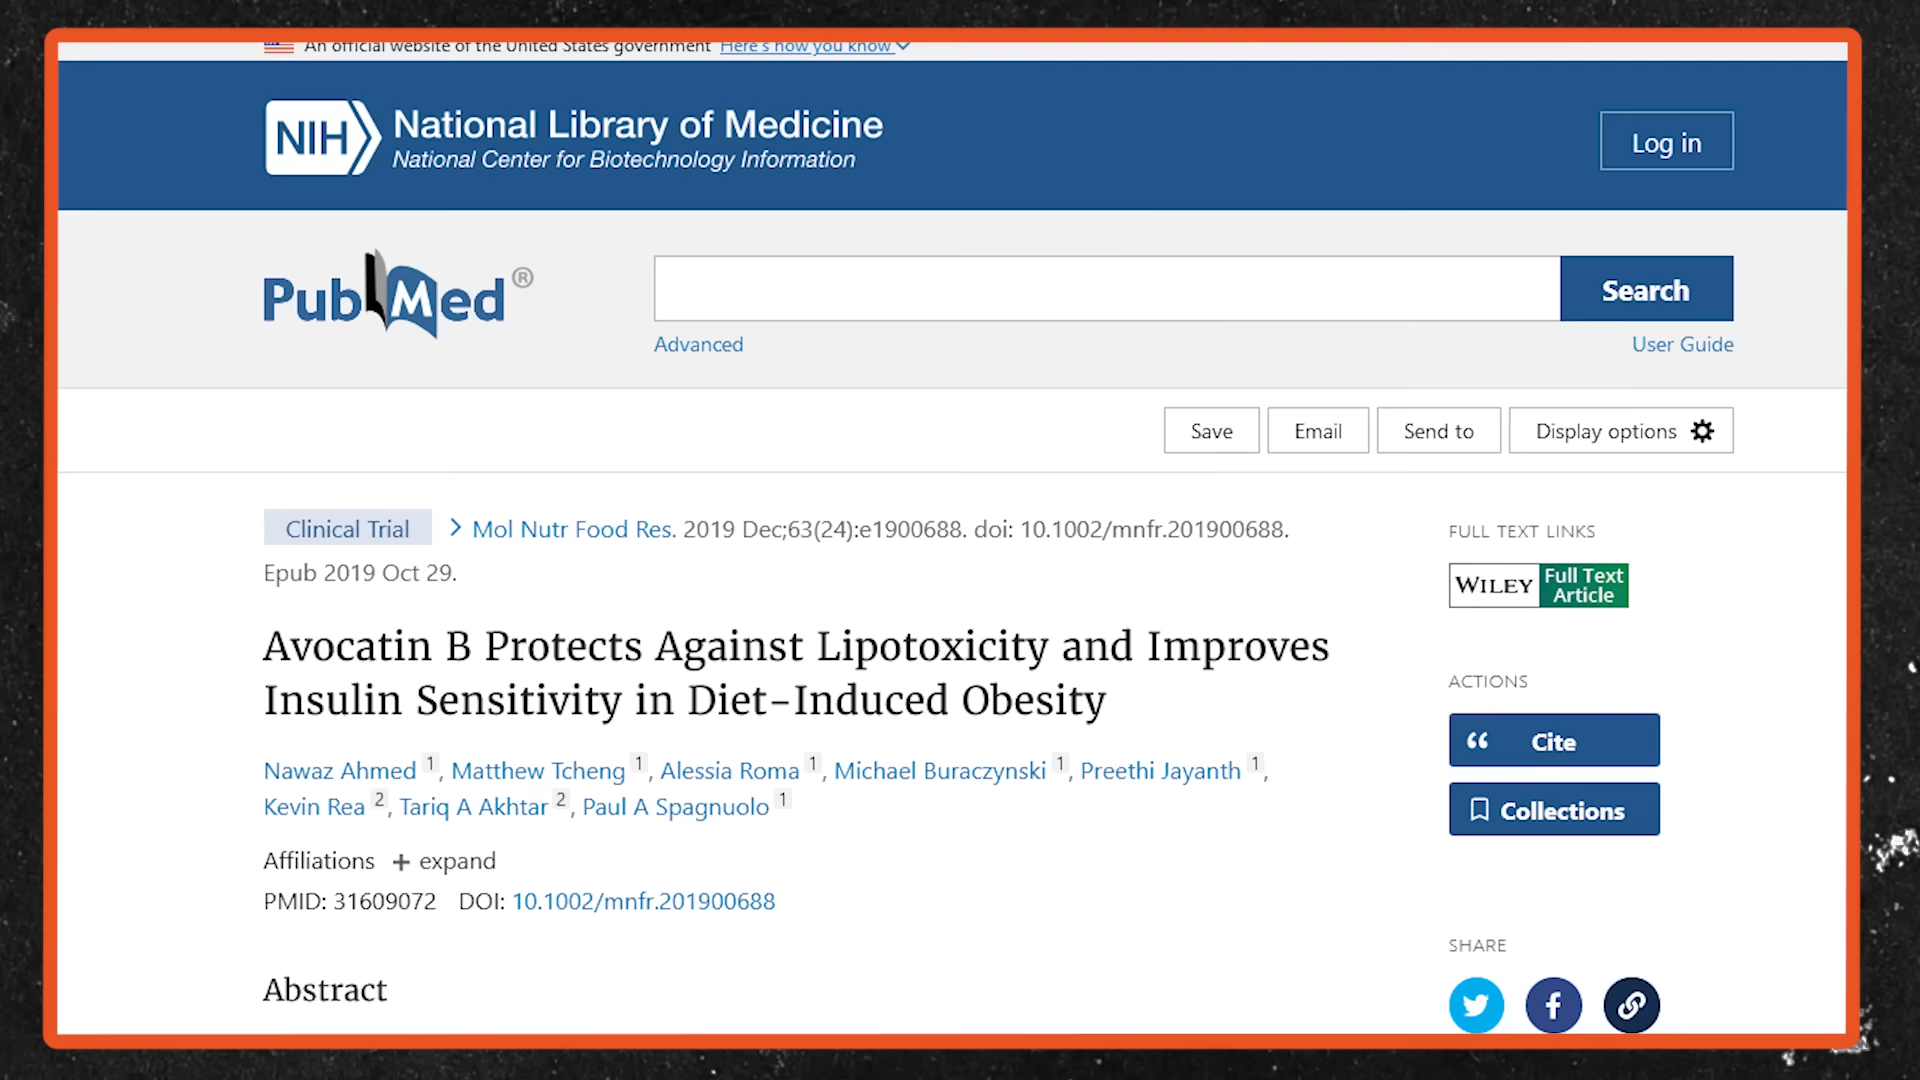 An official website of the United States government Here's how you know
NIH National Library of Medicine
National Center for Biotechnology Information
Log in
PubMed®
Search
Advanced
User Guide
Save
Email
Send to
Display options
Clinical Trial > Mol Nutr Food Res. 2019 Dec;63(24):e1900688. doi: 10.1002/mnfr.201900688.
Epub 2019 Oct 29.
Avocatin B Protects Against Lipotoxicity and Improves
Insulin Sensitivity in Diet-Induced Obesity
Nawaz Ahmed 1, Matthew Tcheng 1, Alessia Roma 1, Michael Buraczynski 1, Preethi Jayanth 1,
Kevin Rea 2, Tariq A Akhtar 2, Paul A Spagnuolo 1
Affiliations + expand
PMID: 31609072 DOI: 10.1002/mnfr.201900688
Abstract
FULL TEXT LINKS
WILEY Full Text
Article
ACTIONS
Cite
Collections
SHARE